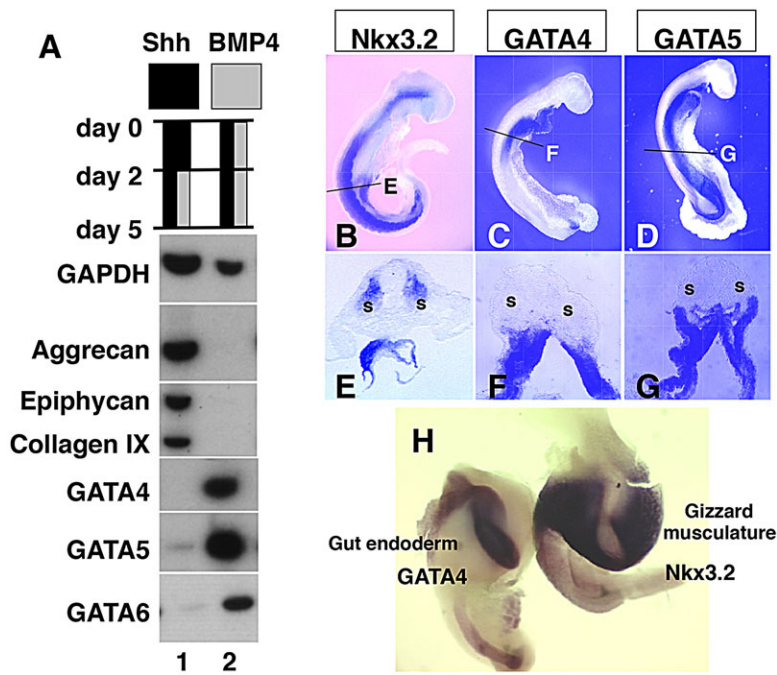 A
Shh BMP4
day 0
day 2
day 5
GAPDH
Aggrecan
Epiphycan
Collagen IX
GATA4
GATA5
GATA6
1 2
Nkx3.2 GATA4 GATA5
E F G
B C D
s s s s s s
E F G
H
Gut endoderm
GATA4
Gizzard
musculature
Nkx3.2